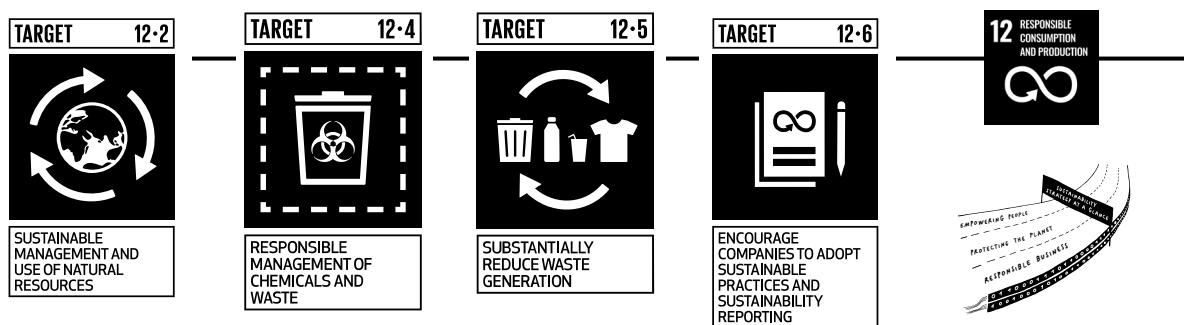 TARGET 12·2
SUSTAINABLE
MANAGEMENT AND
USE OF NATURAL
RESOURCES
TARGET 12·4
RESPONSIBLE
MANAGEMENT OF
CHEMICALS AND
WASTE
TARGET 12·5
SUBSTANTIALLY
REDUCE WASTE
GENERATION
TARGET 12·6
ENCOURAGE
COMPANIES TO ADOPT
SUSTAINABLE
PRACTICES AND
SUSTAINABILITY
REPORTING
12 RESPONSIBLE
CONSUMPTION
AND PRODUCTION
SUSTAINABILITY
STRATEGY AT A GLANCE
EMPOWERING PEOPLE
PROTECTING THE PLANET
RESPONSIBLE BUSINESS